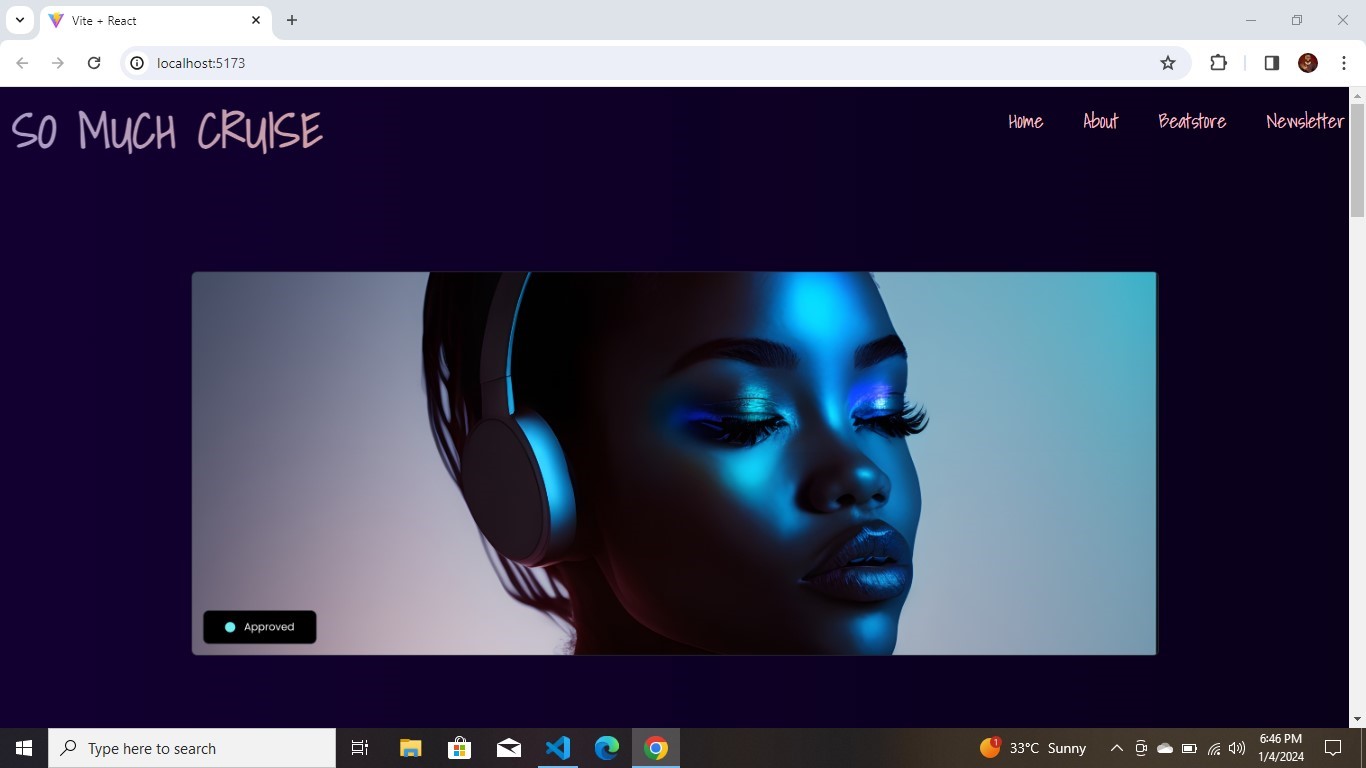 Vite + React
localhost:5173
SO MUCH CRUISE
Home About Beatstore Newsletter
Approved
Type here to search
1
33°C Sunny
6:46 PM
1/4/2024